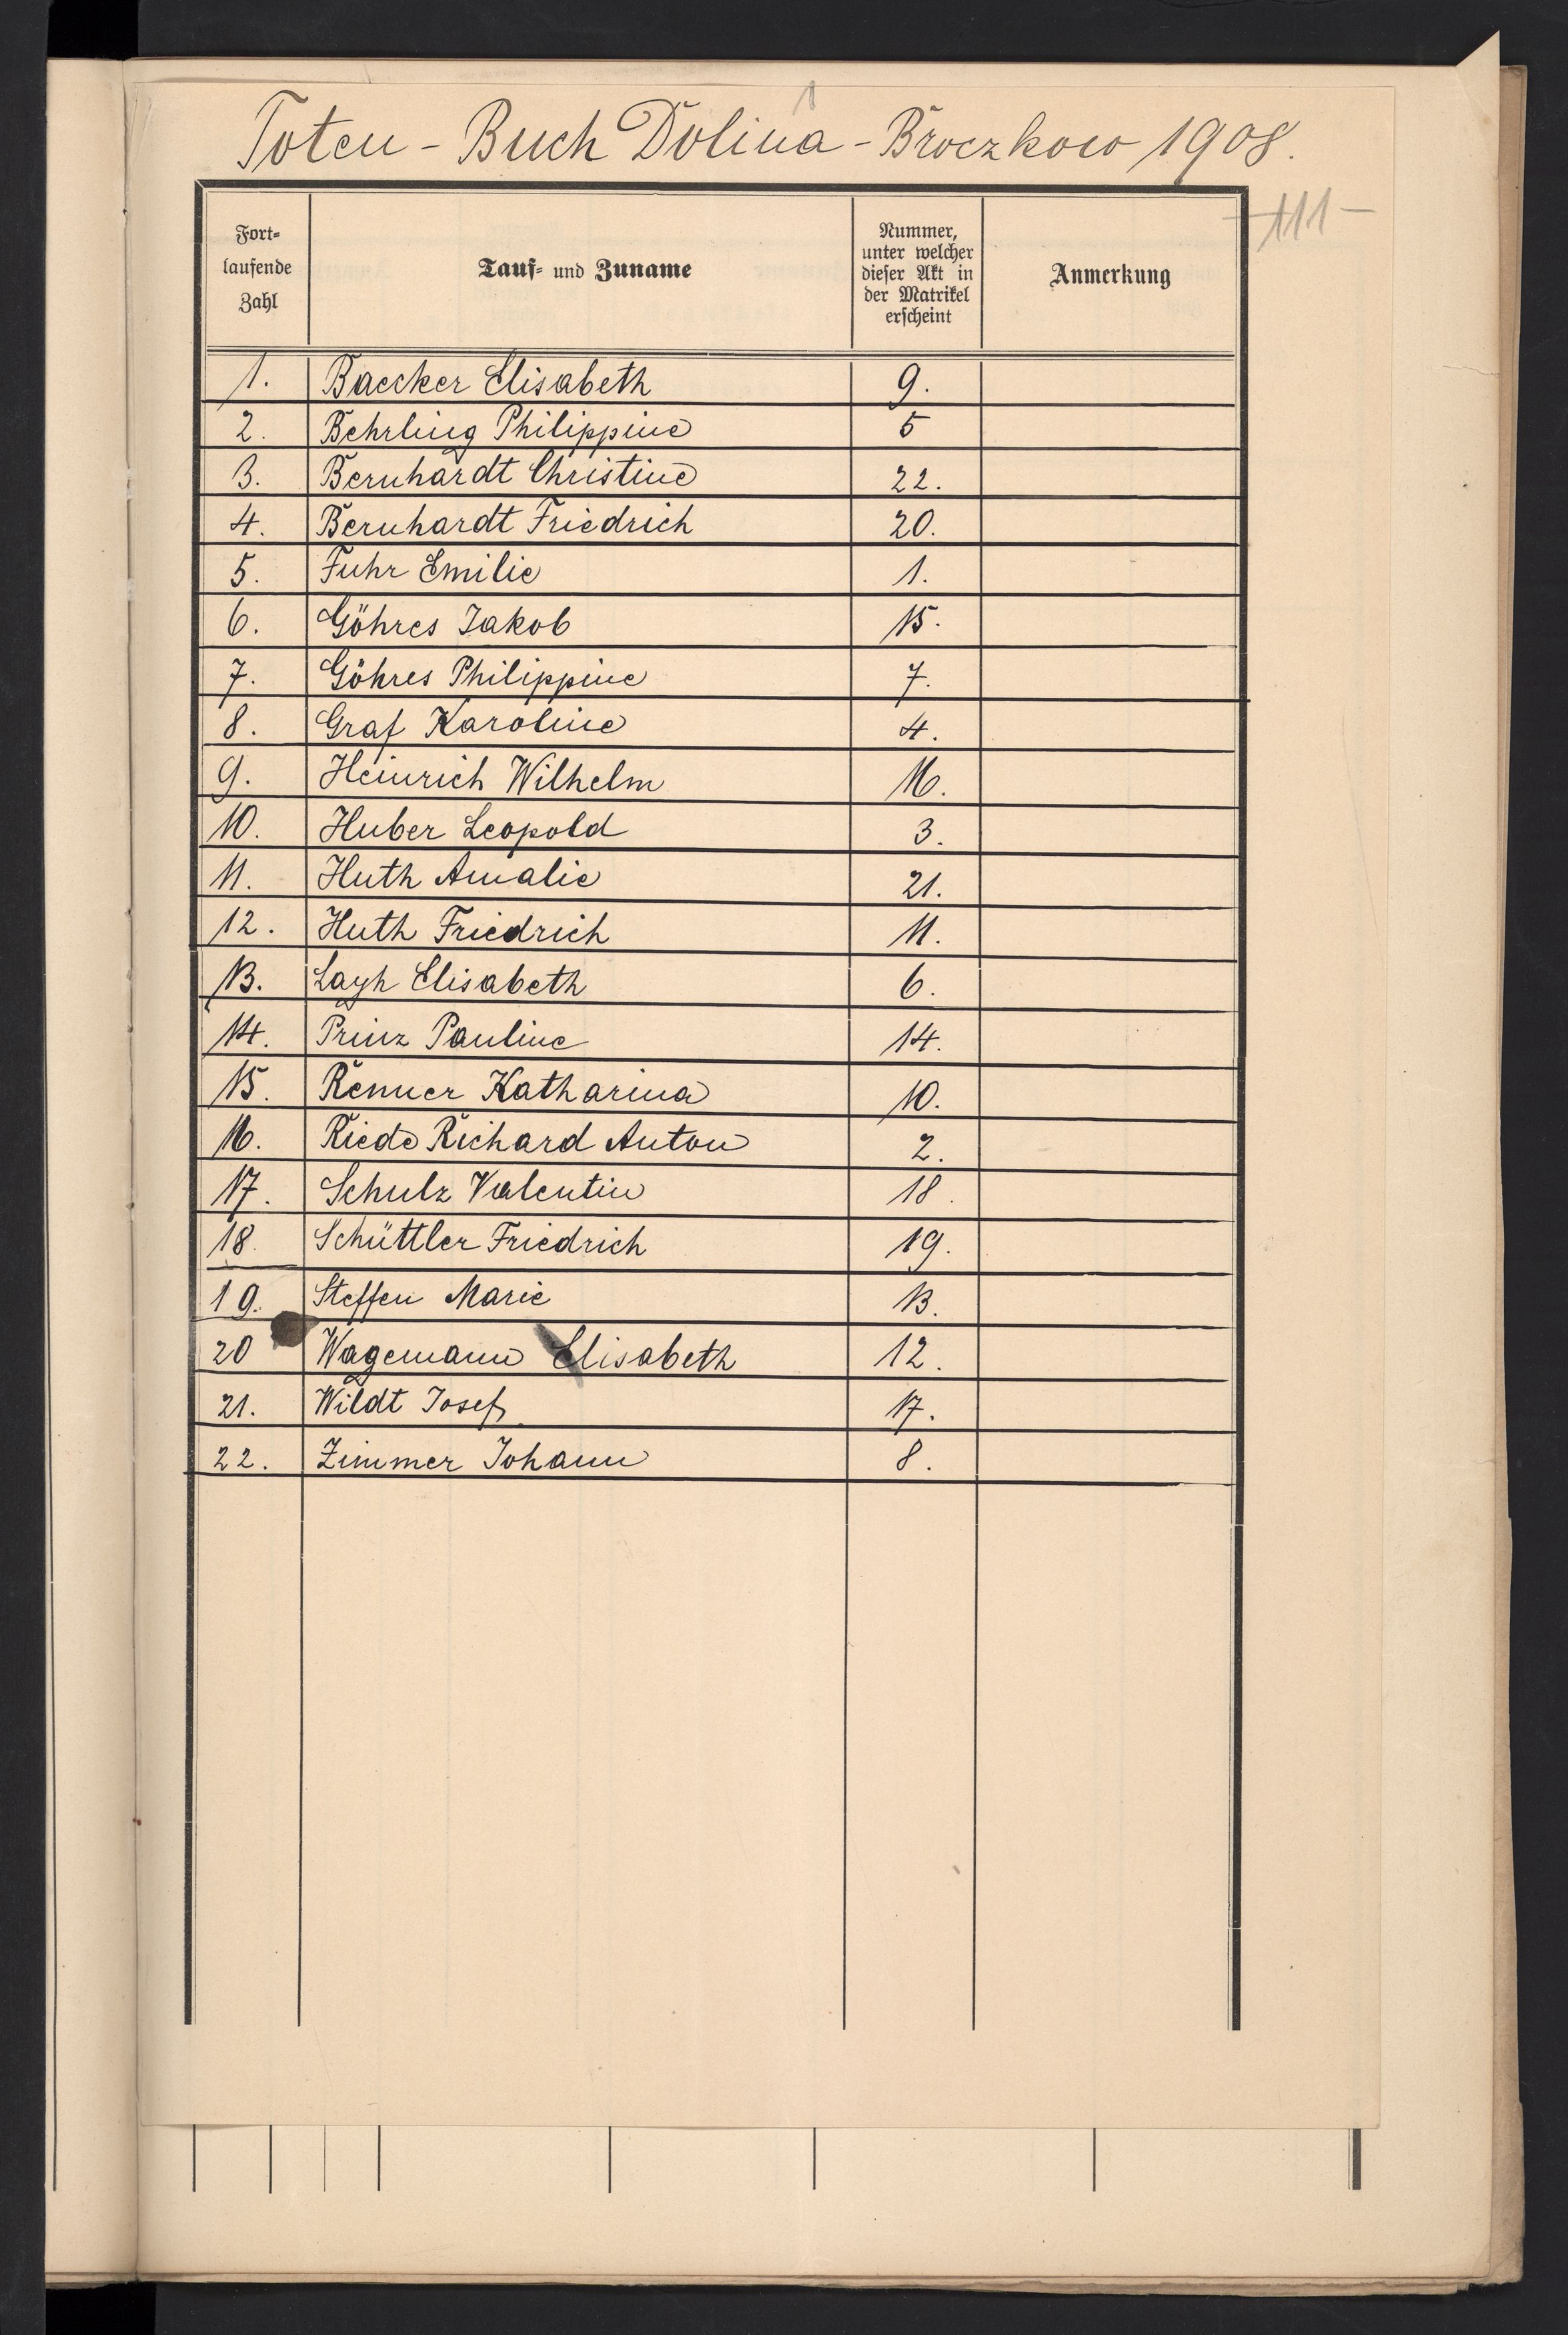 Toten - Buch Dolina - Broczkow 1908.
111-
Fort-
laufende
Zahl
Tauf- und Zuname
Nummer,
unter welcher
dieser Akt in
der Matrikel
erscheint
Anmerkung
1. Baecker Elisabeth 9.
2. Behrling Philippine 5
3. Bernhardt Christine 22.
4. Bernhardt Friedrich 20.
5. Fuhr Emilie 1.
6. Göhres Jakob 15.
7. Göhres Philippine 7.
8. Graf Karoline 4.
9. Heinrich Wilhelm 16.
10. Huber Leopold 3.
11. Huth Amalie 21.
12. Huth Friedrich 11.
13. Layh Elisabeth 6.
14. Prinz Pauline 14.
15. Renner Katharina 10.
16. Riede Richard Anton 2.
17. Schulz Valentin 18.
18. Schüttler Friedrich 19.
19. Steffen Marie 13.
20 Wagemann Elisabeth 12.
21. Wildt Josef 17.
22. Zimmer Johann 8.